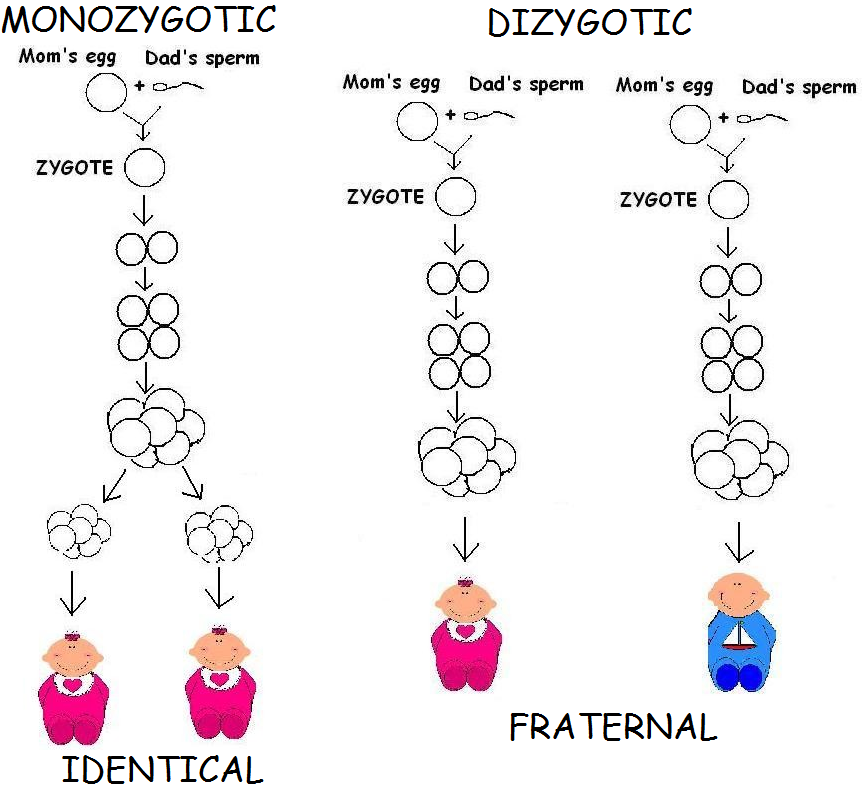 MONOZYGOTIC
Mom's egg Dad's sperm
+
ZYGOTE
IDENTICAL
DIZYGOTIC
Mom's egg Dad's sperm
+
ZYGOTE
Mom's egg Dad's sperm
+
ZYGOTE
FRATERNAL